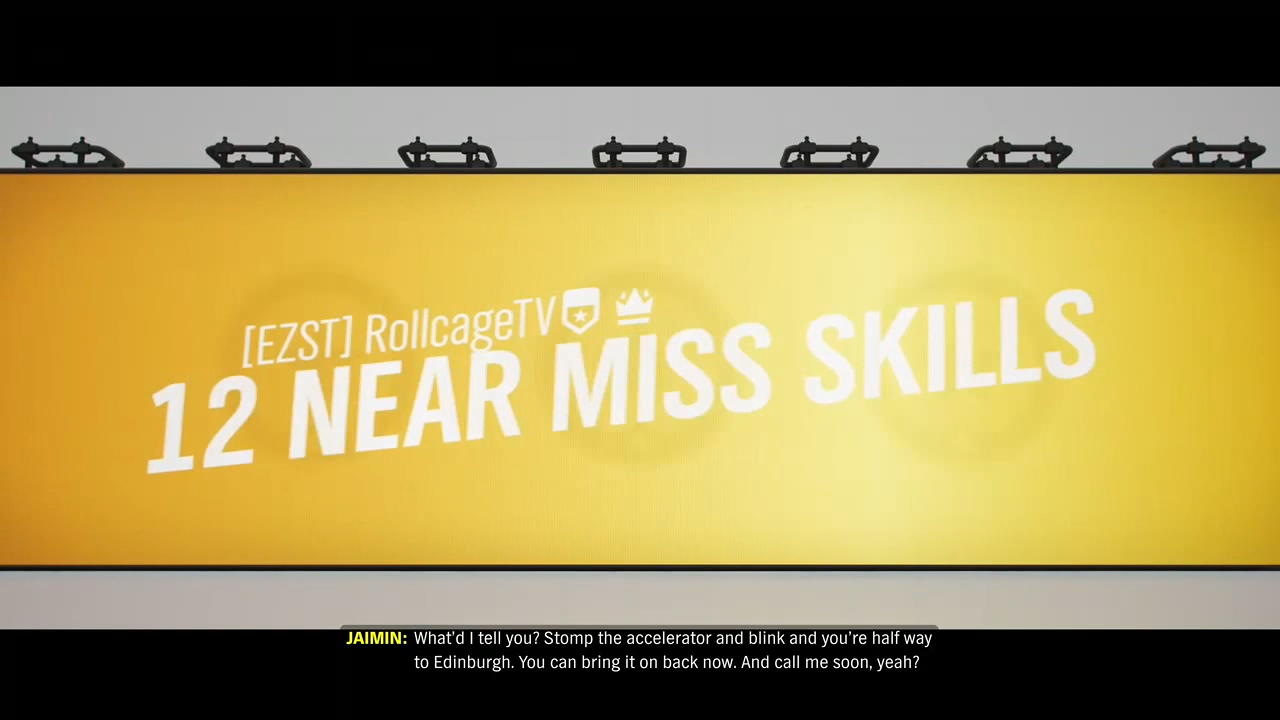 [EZST] RollcageTV
12 NEAR MISS SKILLS
JAIMIN: What'd I tell you? Stomp the accelerator and blink and you're half way
to Edinburgh. You can bring it on back now. And call me soon, yeah?